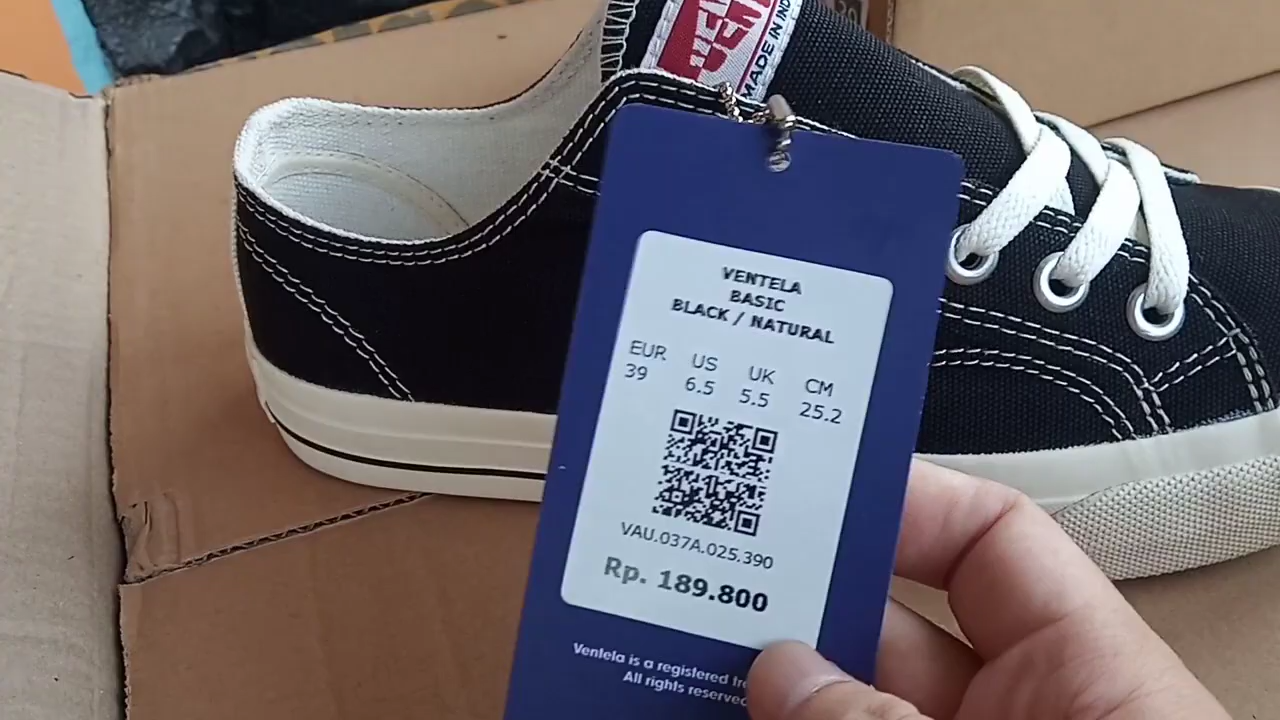 MADE IN
VENTELA
BASIC
BLACK / NATURAL
EUR US UK CM
39 6.5 5.5 25.2
VAU.037A.025.390
Rp. 189.800
Ventela is a registered
All rights reserved